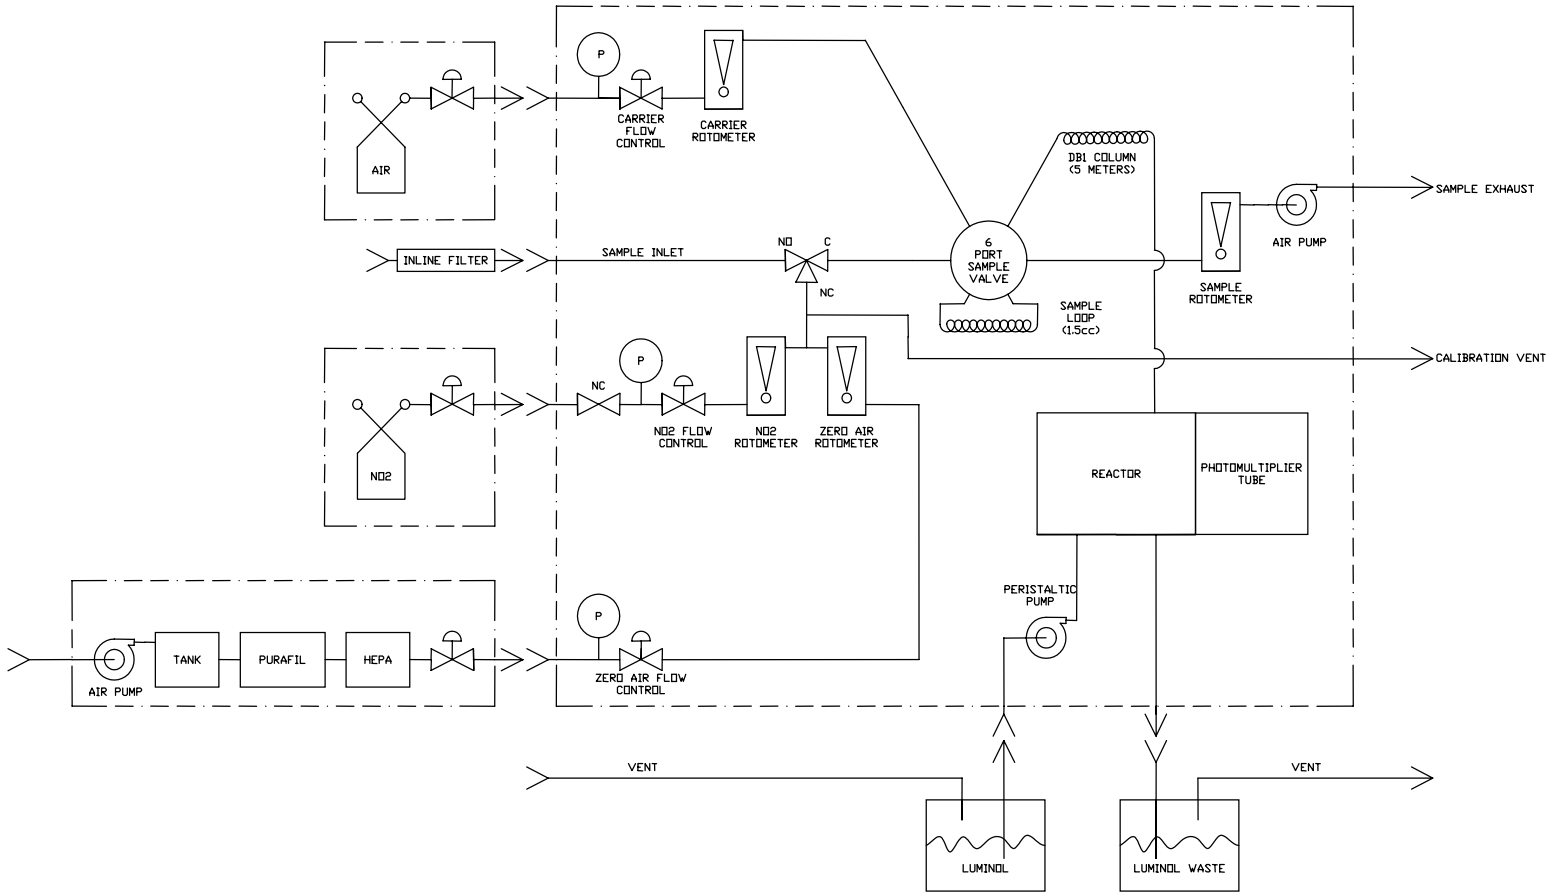 P
CARRIER
FLOW
CONTROL
CARRIER
ROTOMETER
AIR
DB1 COLUMN
(5 METERS)
SAMPLE EXHAUST
AIR PUMP
INLINE FILTER
SAMPLE INLET
NO
C
NC
6
PORT
SAMPLE
VALVE
SAMPLE
LOOP
(1.5cc)
SAMPLE
ROTOMETER
CALIBRATION VENT
P
NC
NO2 FLOW
CONTROL
NO2
ROTOMETER
ZERO AIR
ROTOMETER
NO2
REACTOR
PHOTOMULTIPLIER
TUBE
PERISTALTIC
PUMP
P
TANK
PURAFIL
HEPA
AIR PUMP
ZERO AIR FLOW
CONTROL
VENT
VENT
LUMINOL
LUMINOL WASTE